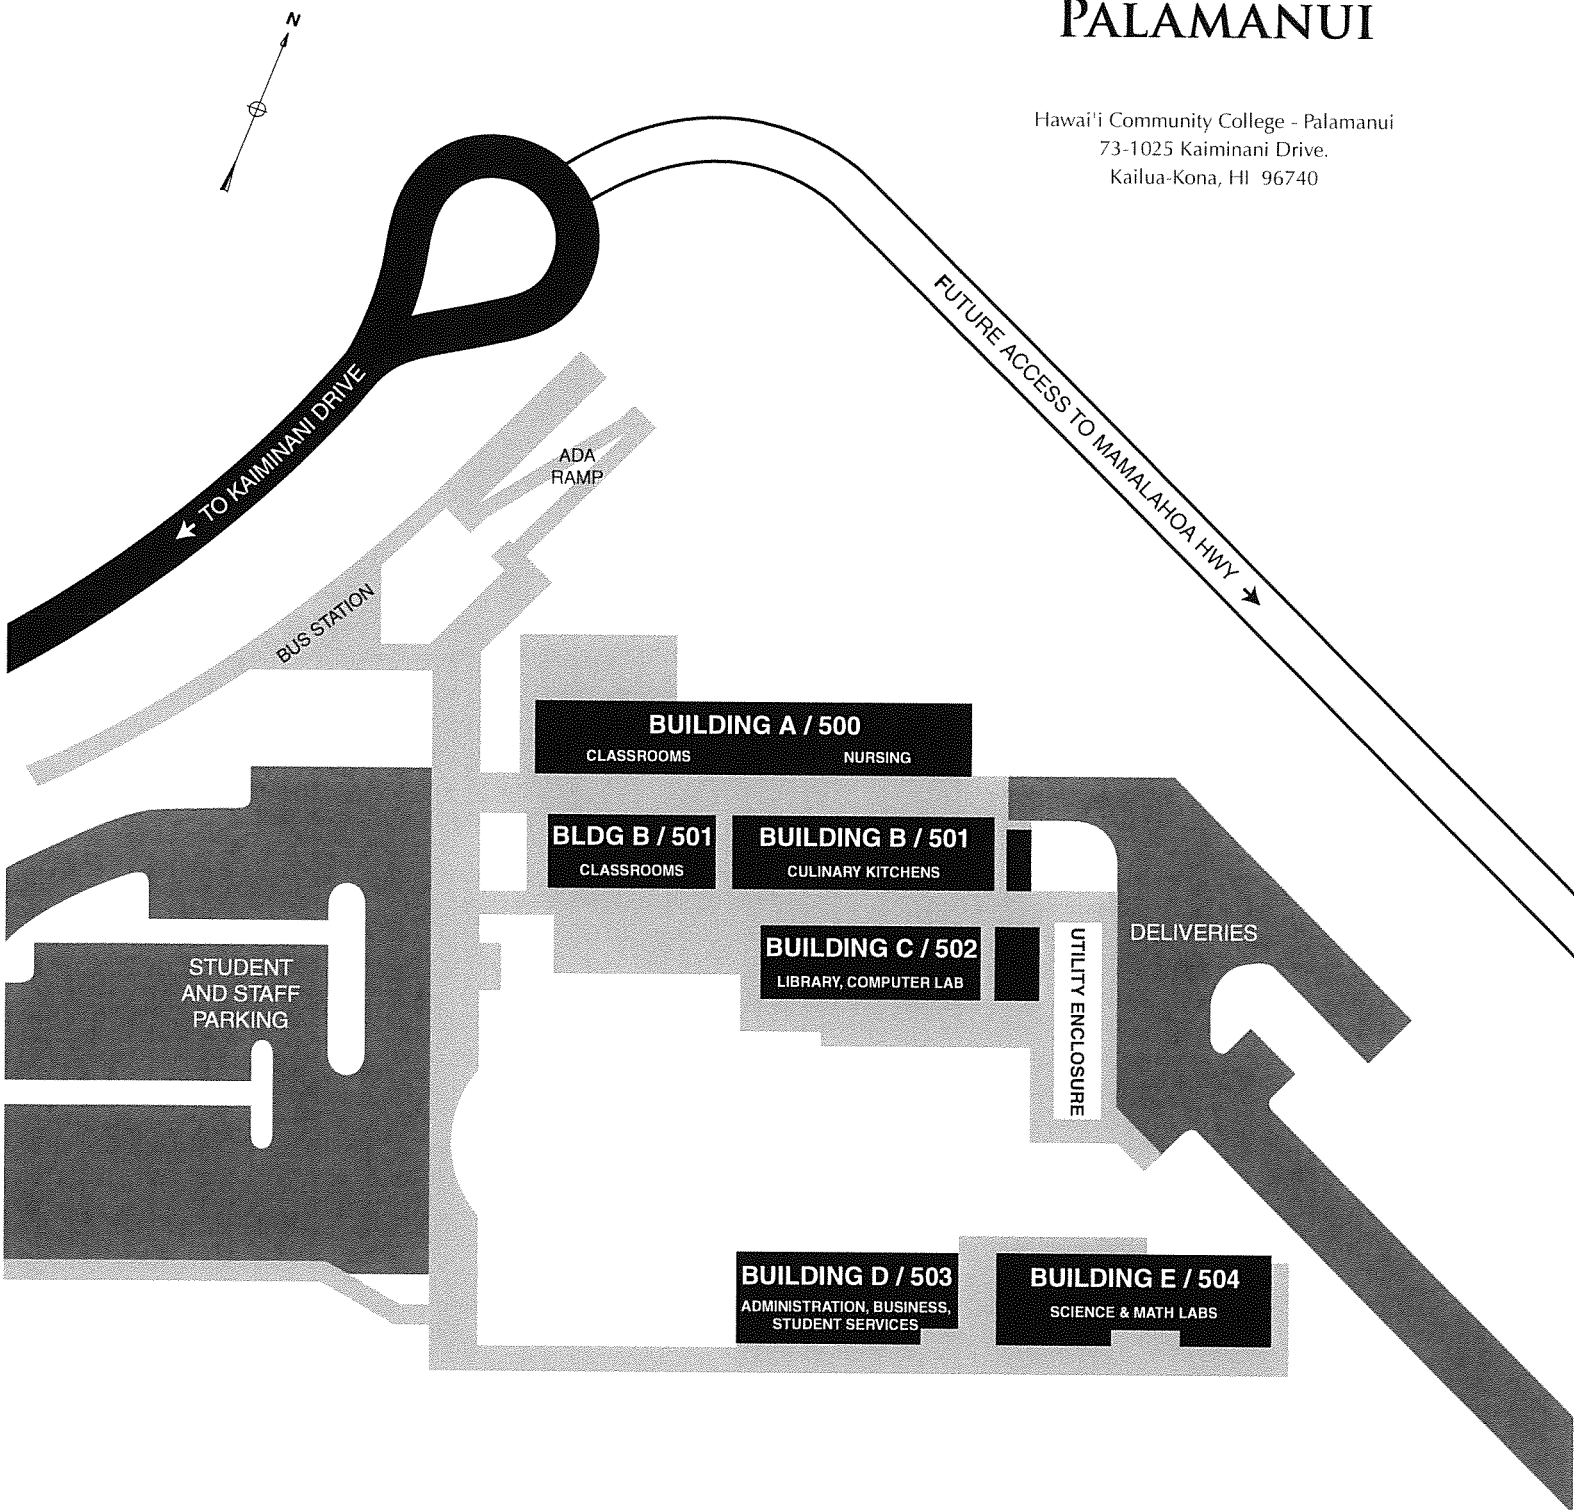 N
PALAMANUI
Hawai'i Community College - Palamanui
73-1025 Kaiminani Drive.
Kailua-Kona, HI 96740
FUTURE ACCESS TO MAMALAHOA HWY
TO KAIMINANI DRIVE
ADA
RAMP
BUS STATION
BUILDING A / 500
CLASSROOMS NURSING
BLDG B / 501
CLASSROOMS
BUILDING B / 501
CULINARY KITCHENS
BUILDING C / 502
LIBRARY, COMPUTER LAB
UTILITY ENCLOSURE
DELIVERIES
STUDENT
AND STAFF
PARKING
BUILDING D / 503
ADMINISTRATION, BUSINESS,
STUDENT SERVICES
BUILDING E / 504
SCIENCE & MATH LABS